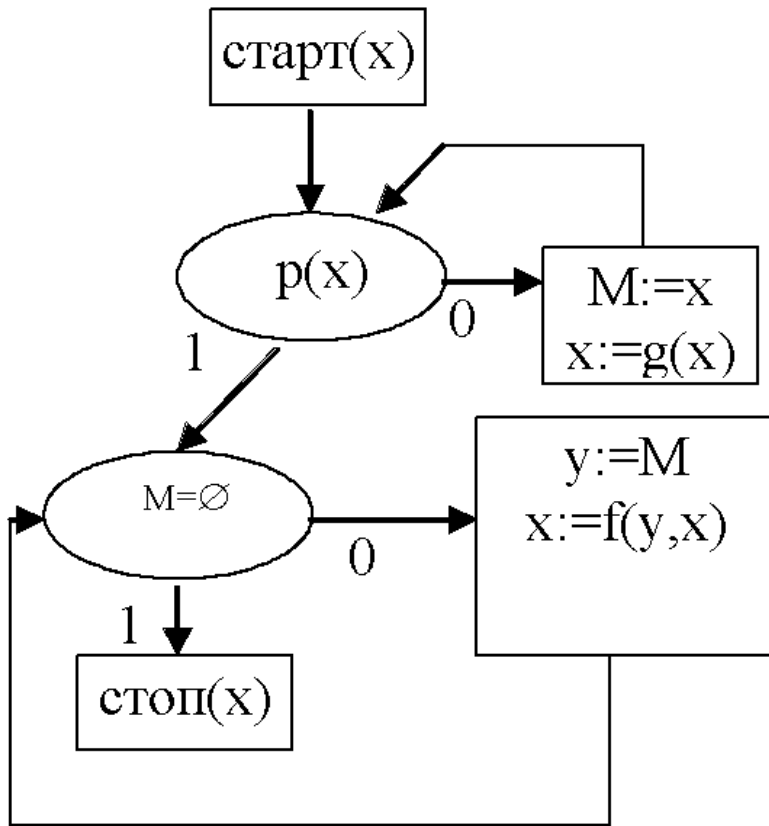 старт(x)
p(x)
0
M:=x
x:=g(x)
1
M=∅
0
y:=M
x:=f(y,x)
1
стоп(x)